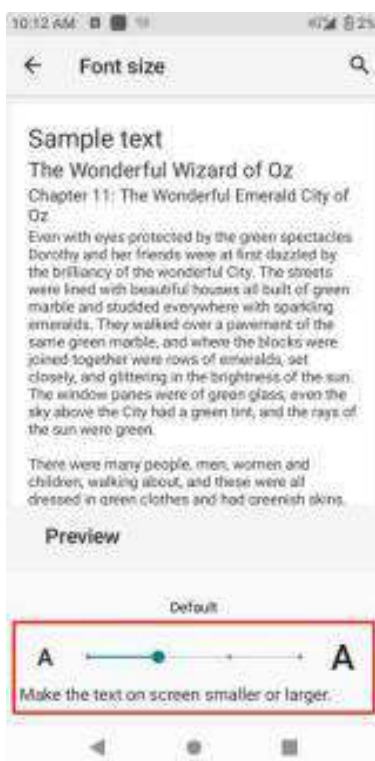 10:12 AM
Font size
Sample text
The Wonderful Wizard of Oz
Chapter 11: The Wonderful Emerald City of
Oz
Even with eyes protected by the green spectacles
Dorothy and her friends were at first dazzled by
the brilliancy of the wonderful City. The streets
were lined with beautiful houses all built of green
marble and studded everywhere with sparkling
emeralds. They walked over a pavement of the
same green marble, and where the blocks were
joined together were rows of emeralds, set
closely, and glittering in the brightness of the sun.
The window panes were of green glass; even the
sky above the City had a green tint, and the rays of
the sun were green.
There were many people, men, women and
children, walking about, and these were all
dressed in green clothes and had greenish skins.
Preview
Default
A A
Make the text on screen smaller or larger.